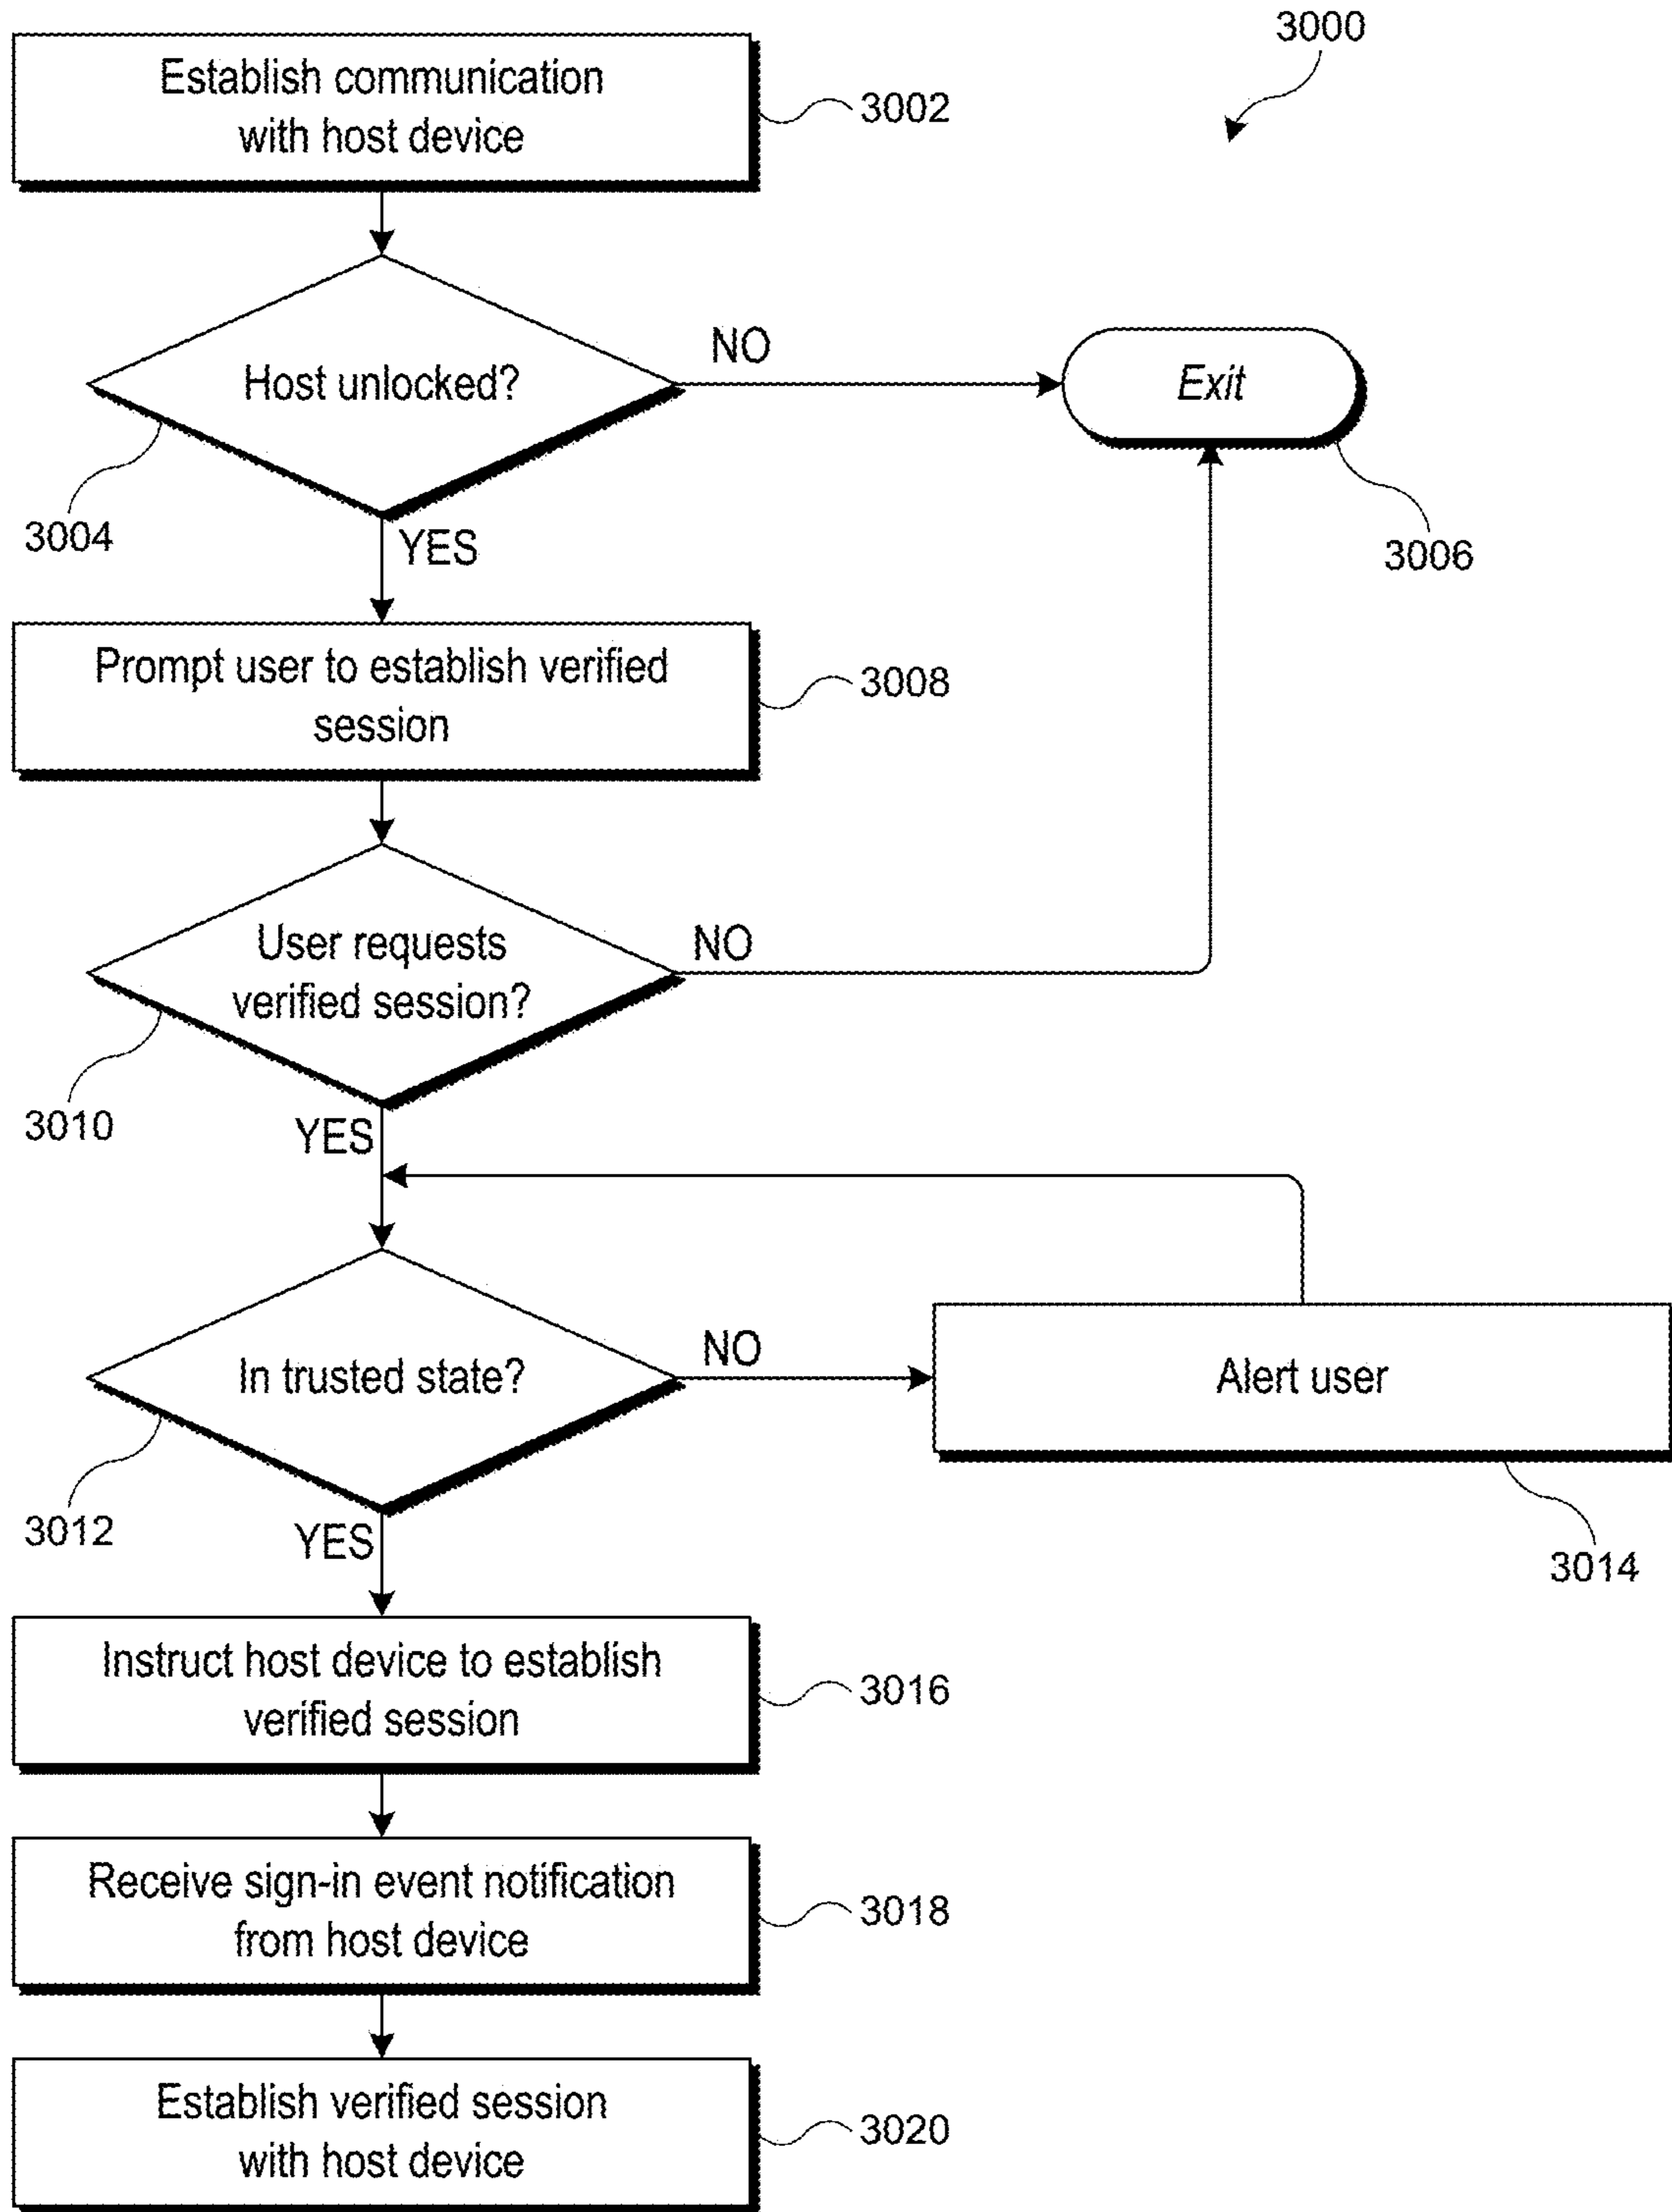 3000
Establish communication
with host device
3002
Host unlocked?
NO
Exit
3004
YES
3006
Prompt user to establish verified
session
3008
User requests
verified session?
NO
3010
YES
In trusted state?
NO
Alert user
3012
YES
3014
Instruct host device to establish
verified session
3016
Receive sign-in event notification
from host device
3018
Establish verified session
with host device
3020